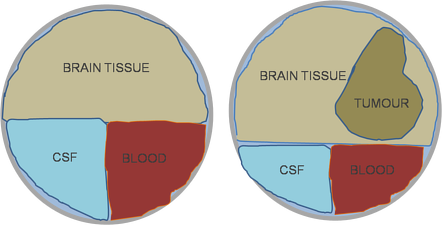 BRAIN TISSUE
CSF
BLOOD
BRAIN TISSUE
TUMOUR
CSF
BLOOD